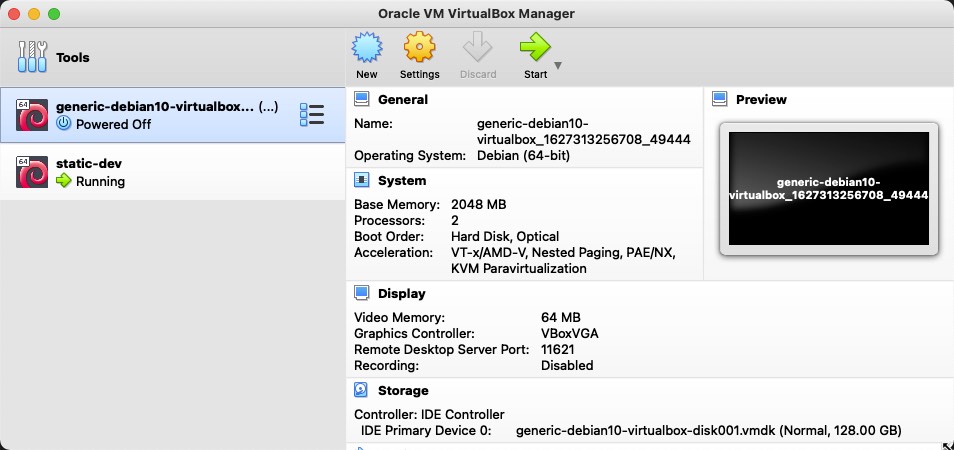 Oracle VM VirtualBox Manager
Tools
New
Settings
Discard
Start
64
generic-debian10-virtualbox... (...)
Powered Off
64
static-dev
Running
General
Name: generic-debian10-
virtualbox_1627313256708_49444
Operating System: Debian (64-bit)
Preview
generic-debian10-
virtualbox_1627313256708_49444
System
Base Memory: 2048 MB
Processors: 2
Boot Order: Hard Disk, Optical
Acceleration: VT-x/AMD-V, Nested Paging, PAE/NX,
KVM Paravirtualization
Display
Video Memory: 64 MB
Graphics Controller: VBoxVGA
Remote Desktop Server Port: 11621
Recording: Disabled
Storage
Controller: IDE Controller
IDE Primary Device 0: generic-debian10-virtualbox-disk001.vmdk (Normal, 128.00 GB)